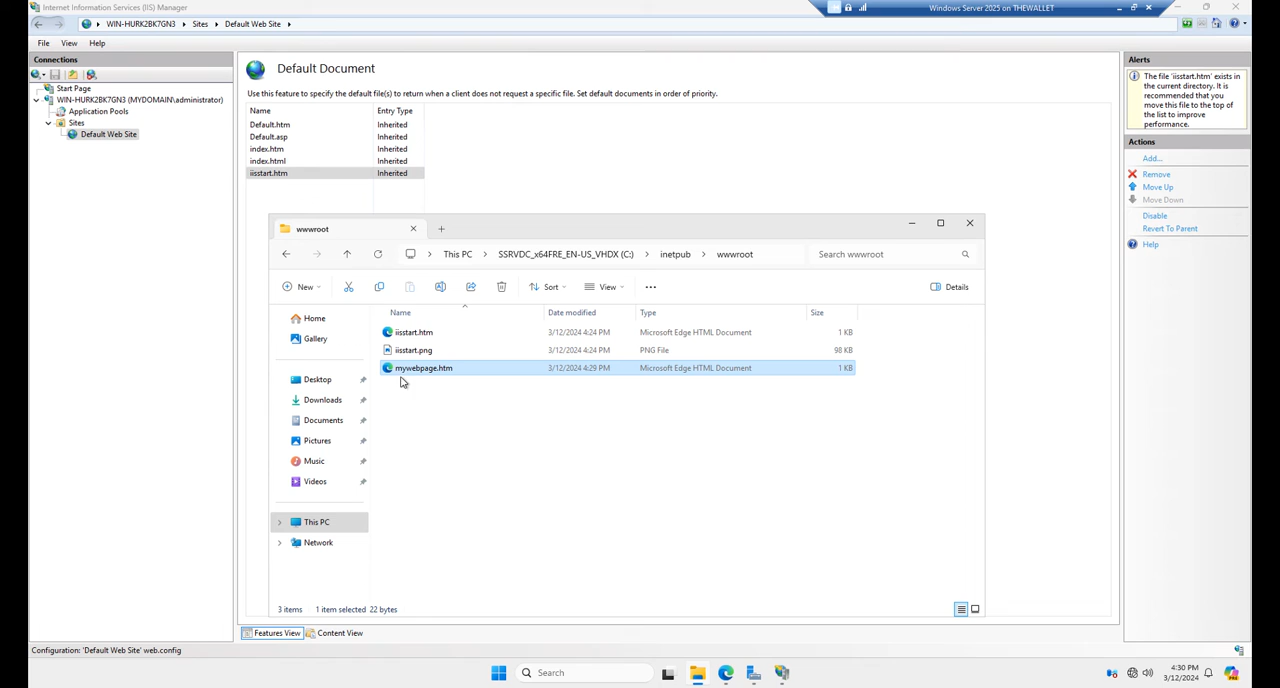 Internet Information Services (IIS) Manager
Windows Server 2025 on THEWALLET
WIN-HURK2BK7GN3 Sites Default Web Site
File View Help
Connections
Start Page
WIN-HURK2BK7GN3 (MYDOMAIN\administrator)
Application Pools
Sites
Default Web Site
Default Document
Use this feature to specify the default file(s) to return when a client does not request a specific file. Set default documents in order of priority.
Name Entry Type
Default.htm Inherited
Default.asp Inherited
index.htm Inherited
index.html Inherited
iisstart.htm Inherited
Alerts
The file 'iisstart.htm' exists in
the current directory. It is
recommended that you
move this file to the top of
the list to improve
performance.
Actions
Add...
Remove
Move Up
Move Down
Disable
Revert To Parent
Help
wwwroot
This PC SSRVDC_x64FRE_EN-US_VHDX (C:) inetpub wwwroot
Search wwwroot
New Sort View Details
Name Date modified Type Size
iisstart.htm 3/12/2024 4:24 PM Microsoft Edge HTML Document 1 KB
iisstart.png 3/12/2024 4:24 PM PNG File 98 KB
mywebpage.htm 3/12/2024 4:29 PM Microsoft Edge HTML Document 1 KB
Home
Gallery
Desktop
Downloads
Documents
Pictures
Music
Videos
This PC
Network
3 items 1 item selected 22 bytes
Features View Content View
Configuration: 'Default Web Site' web.config
Search
4:30 PM
3/12/2024